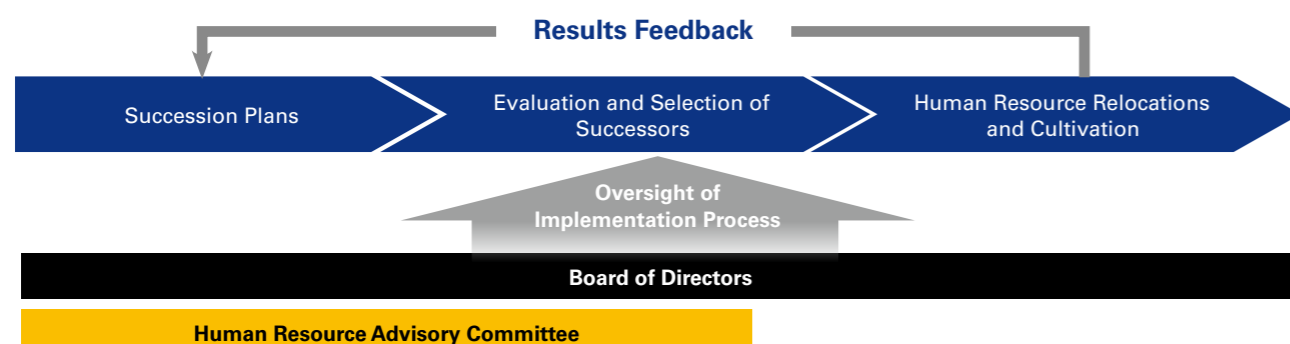 Results Feedback
Succession Plans
Evaluation and Selection of
Successors
Human Resource Relocations
and Cultivation
Oversight of
Implementation Process
Board of Directors
Human Resource Advisory Committee